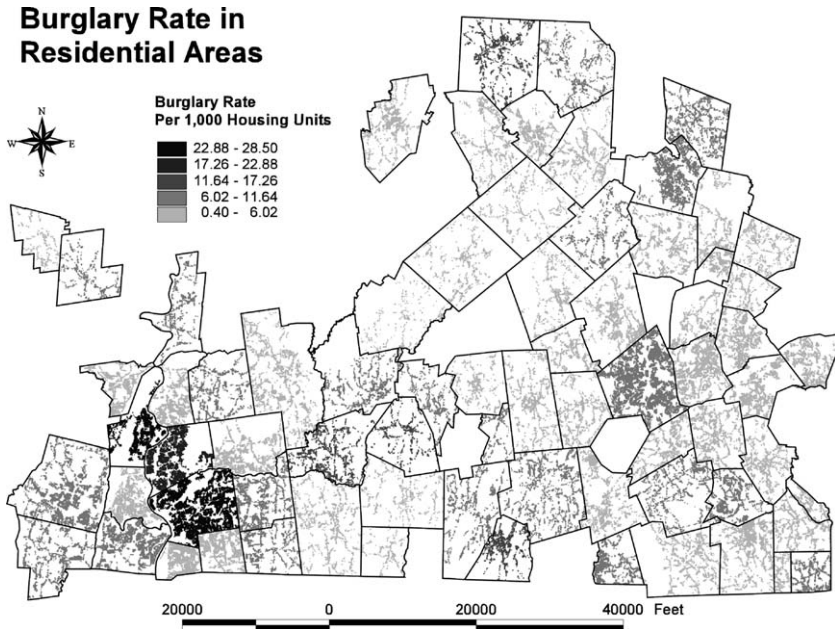 Burglary Rate in
Residential Areas
N
W E
S
Burglary Rate
Per 1,000 Housing Units
22.88 - 28.50
17.26 - 22.88
11.64 - 17.26
6.02 - 11.64
0.40 - 6.02
20000 0 20000 40000 Feet